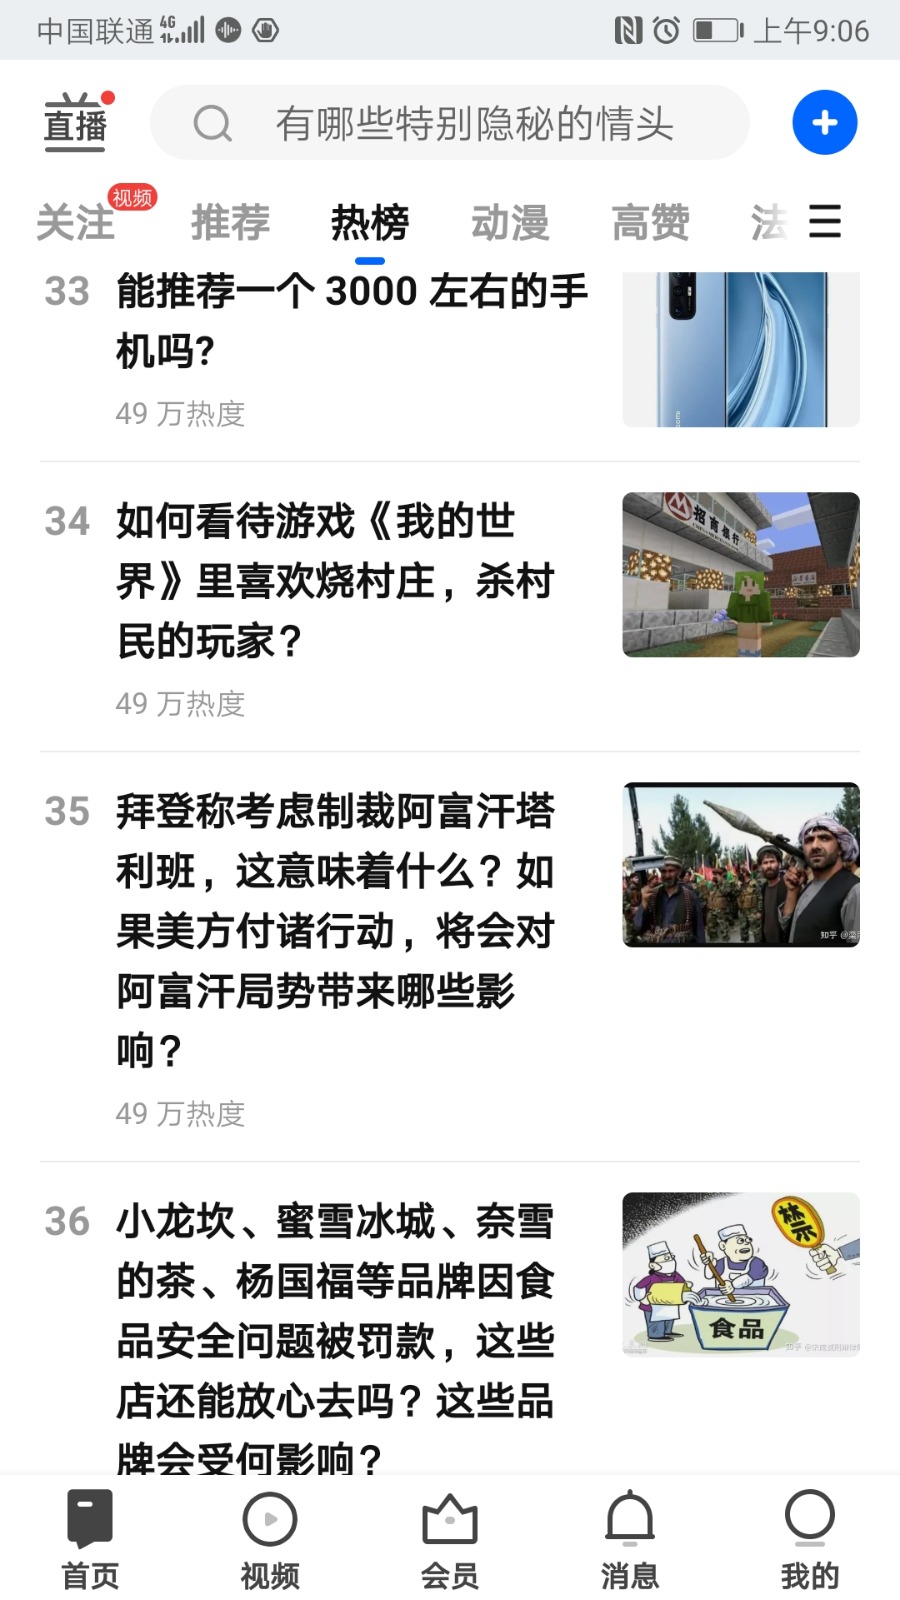 中国联通 4G 上午9:06
直播 有哪些特别隐秘的情头
视频
关注 推荐 热榜 动漫 高赞 法
33 能推荐一个 3000 左右的手
机吗?
49 万热度
34 如何看待游戏《我的世
界》里喜欢烧村庄，杀村
民的玩家？
招商银行
49 万热度
35 拜登称考虑制裁阿富汗塔
利班，这意味着什么？如
果美方付诸行动，将会对
阿富汗局势带来哪些影
响？
知乎
49 万热度
36 小龙坎、蜜雪冰城、奈雪
的茶、杨国福等品牌因食
品安全问题被罚款，这些
店还能放心去吗？这些品
牌会受何影响？
禁
食品
知乎
首页 视频 会员 消息 我的